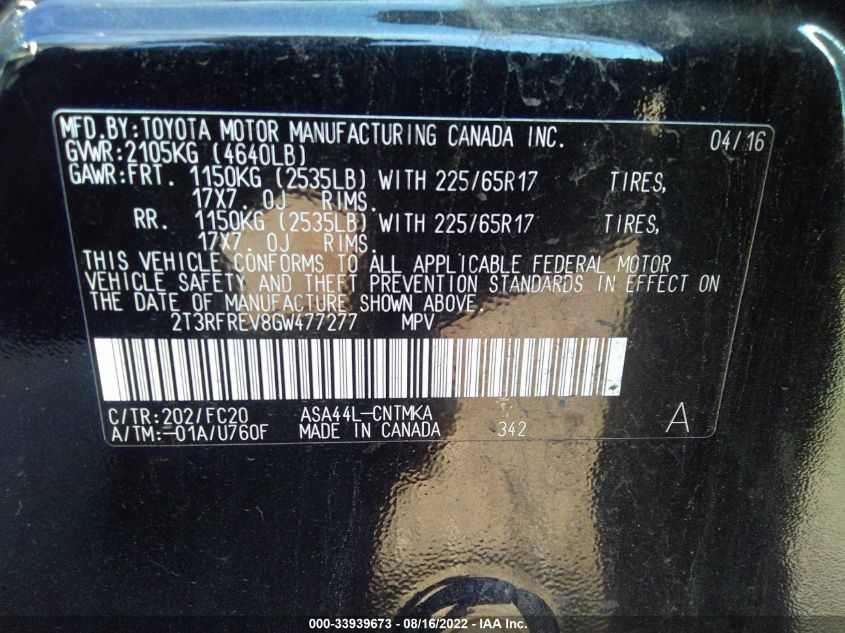 MFD.BY:TOYOTA MOTOR MANUFACTURING CANADA INC. 04/16
GVWR:2105KG (4640LB)
GAWR:FRT. 1150KG (2535LB) WITH 225/65R17 TIRES,
17X7. 0J RIMS.
RR. 1150KG (2535LB) WITH 225/65R17 TIRES,
17X7. 0J RIMS.
THIS VEHICLE CONFORMS TO ALL APPLICABLE FEDERAL MOTOR
VEHICLE SAFETY AND THEFT PREVENTION STANDARDS IN EFFECT ON
THE DATE OF MANUFACTURE SHOWN ABOVE.
2T3RFREV8GW477277 MPV
C/TR:202/FC20 ASA44L-CNTMKA
A/TM:-01A/U760F MADE IN CANADA 342 A
000-33939673 - 08/16/2022 - IAA Inc.